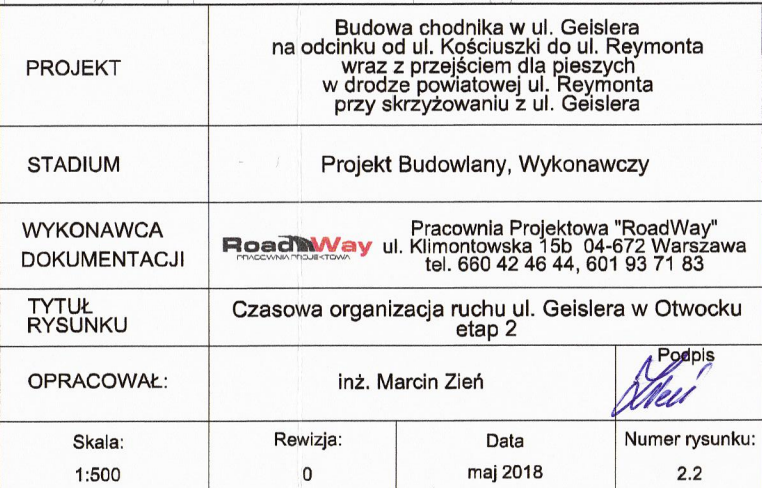 PROJEKT
Budowa chodnika w ul. Geislera
na odcinku od ul. Kościuszki do ul. Reymonta
wraz z przejściem dla pieszych
w drodze powiatowej ul. Reymonta
przy skrzyżowaniu z ul. Geislera
STADIUM
Projekt Budowlany, Wykonawczy
WYKONAWCA
DOKUMENTACJI
RoadWay
PRACOWNIA PROJEKTOWA
Pracownia Projektowa "RoadWay"
ul. Klimontowska 15b 04-672 Warszawa
tel. 660 42 46 44, 601 93 71 83
TYTUŁ
RYSUNKU
Czasowa organizacja ruchu ul. Geislera w Otwocku
etap 2
OPRACOWAŁ:
inż. Marcin Zień
Podpis
Zień
Skala:
1:500
Rewizja:
0
Data
maj 2018
Numer rysunku:
2.2